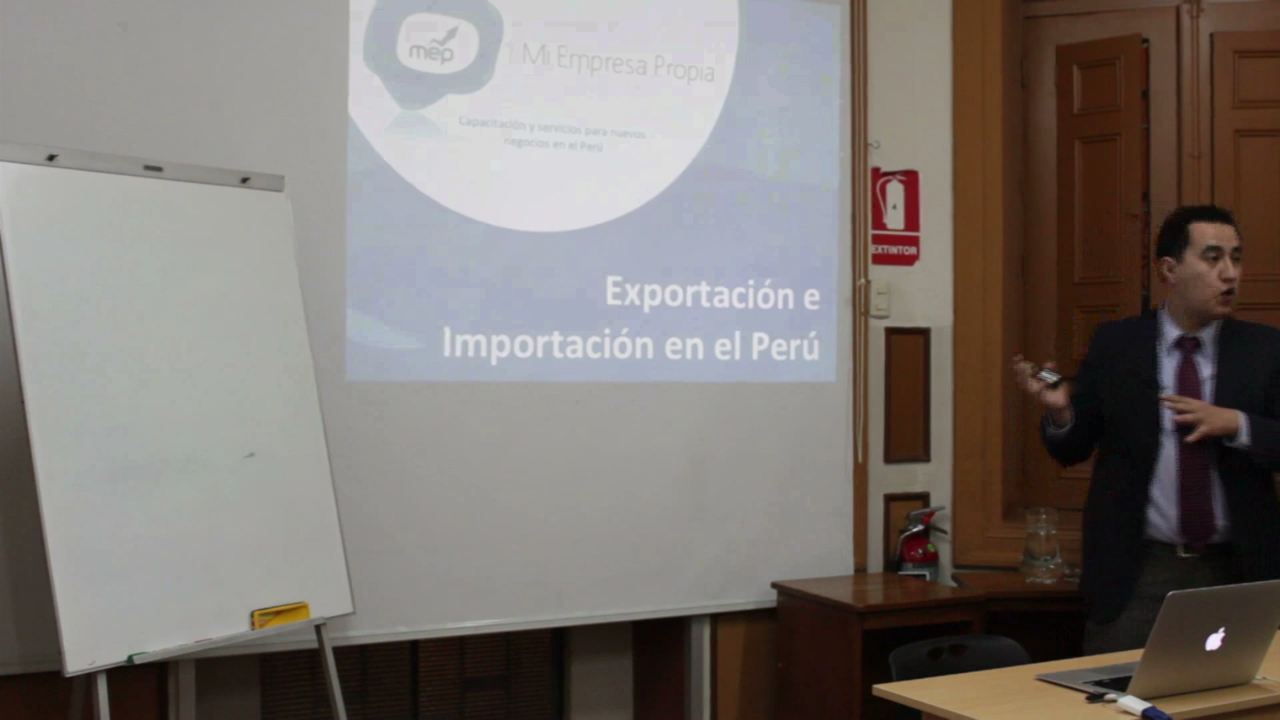 mep
Mi Empresa Propia
Capacitación y servicios para nuevos
negocios en el Perú
Exportación e
Importación en el Perú
EXTINTOR